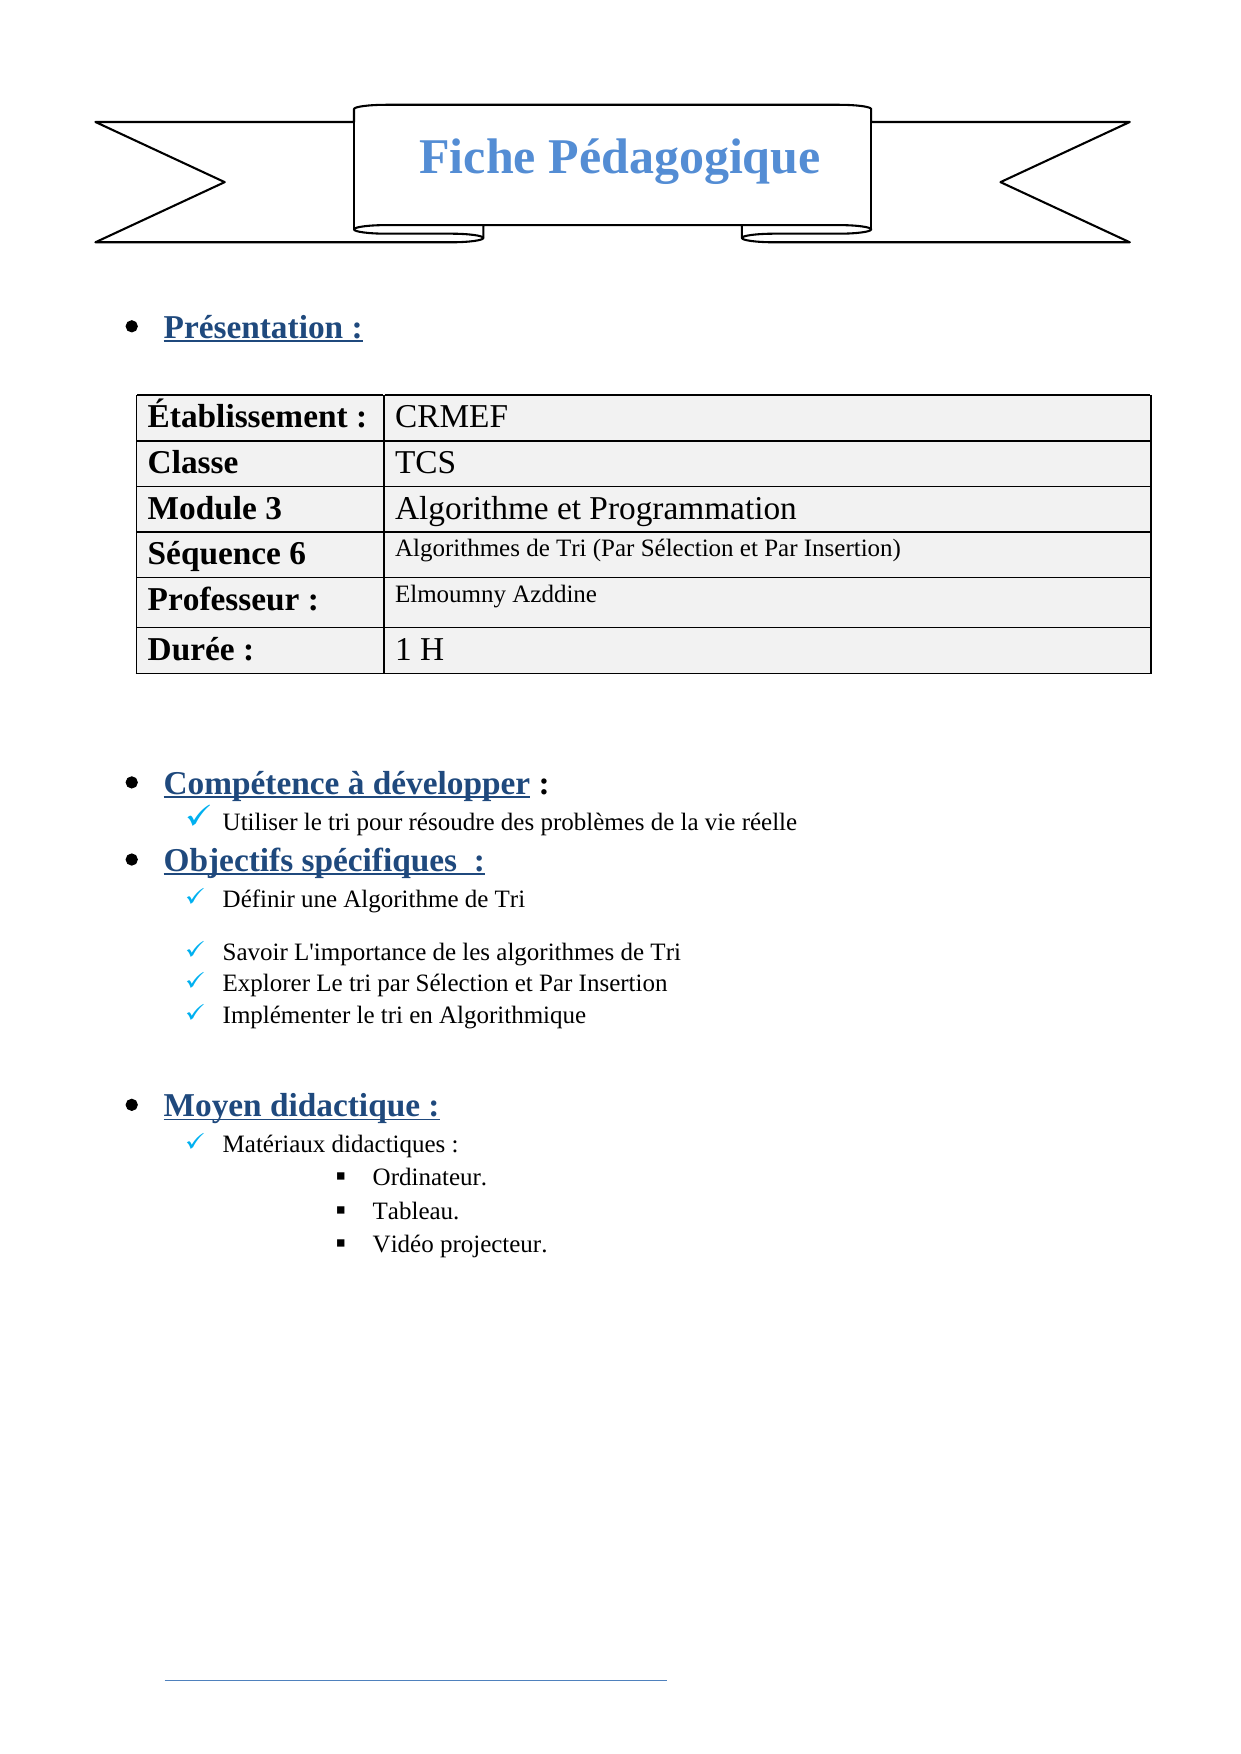 Fiche Pédagogique
Présentation :
Établissement : CRMEF
Classe TCS
Module 3 Algorithme et Programmation
Séquence 6 Algorithmes de Tri (Par Sélection et Par Insertion)
Professeur : Elmoumny Azddine
Durée : 1 H
Compétence à développer :
Utiliser le tri pour résoudre des problèmes de la vie réelle
Objectifs spécifiques :
Définir une Algorithme de Tri
Savoir L'importance de les algorithmes de Tri
Explorer Le tri par Sélection et Par Insertion
Implémenter le tri en Algorithmique
Moyen didactique :
Matériaux didactiques :
Ordinateur.
Tableau.
Vidéo projecteur.